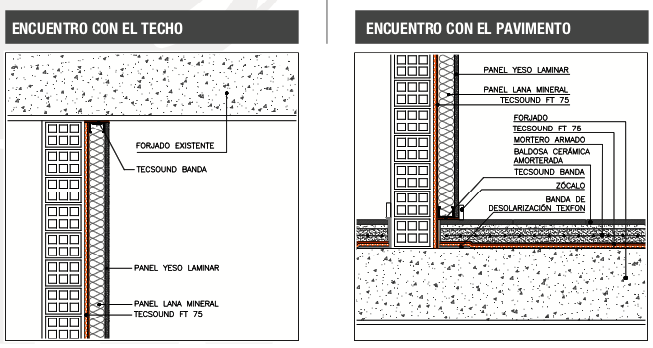 ENCUENTRO CON EL TECHO
FORJADO EXISTENTE
TECSOUND BANDA
PANEL YESO LAMINAR
PANEL LANA MINERAL
TECSOUND FT 75
ENCUENTRO CON EL PAVIMENTO
PANEL YESO LAMINAR
PANEL LANA MINERAL
TECSOUND FT 75
FORJADO
TECSOUND FT 75
MORTERO ARMADO
BALDOSA CERÁMICA
AMORTERADA
TECSOUND BANDA
ZÓCALO
BANDA DE
DESOLARIZACIÓN TEXFON